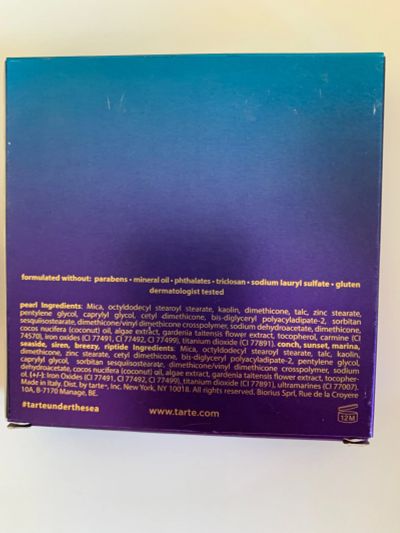 formulated without: parabens • mineral oil • phthalates • triclosan • sodium lauryl sulfate • gluten
dermatologist tested
pearl Ingredients: Mica, octyldodecyl stearoyl stearate, kaolin, dimethicone, talc, zinc stearate,
pentylene glycol, caprylyl glycol, cetyl dimethicone, bis-diglyceryl polyacyladipate-2, sorbitan
sesquiisostearate, dimethicone/vinyl dimethicone crosspolymer, sodium dehydroacetate, dimethicone,
cocos nucifera (coconut) oil, algae extract, gardenia taitensis flower extract, tocopherol, carmine (CI
74570), iron oxides (CI 77491, CI 77492, CI 77499), titanium dioxide (CI 77891). conch, sunset, marina,
seaside, siren, breezy, riptide Ingredients: Mica, octyldodecyl stearoyl stearate, talc, kaolin,
dimethicone, zinc stearate, cetyl dimethicone, bis-diglyceryl polyacyladipate-2, pentylene glycol,
caprylyl glycol, sorbitan sesquiisostearate, dimethicone/vinyl dimethicone crosspolymer, sodium
dehydroacetate, cocos nucifera (coconut) oil, algae extract, gardenia taitensis flower extract, tocopher-
ol. (+/-): Iron Oxides (CI 77491, CI 77492, CI 77499), titanium dioxide (CI 77891), ultramarines (CI 77007).
Made in Italy. Dist. by tarte™, Inc. New York, NY 10018. All rights reserved. Biorius Sprl, Rue de la Croyere
10A, B-7170 Manage, BE.
#tarteunderthesea www.tarte.com 12M